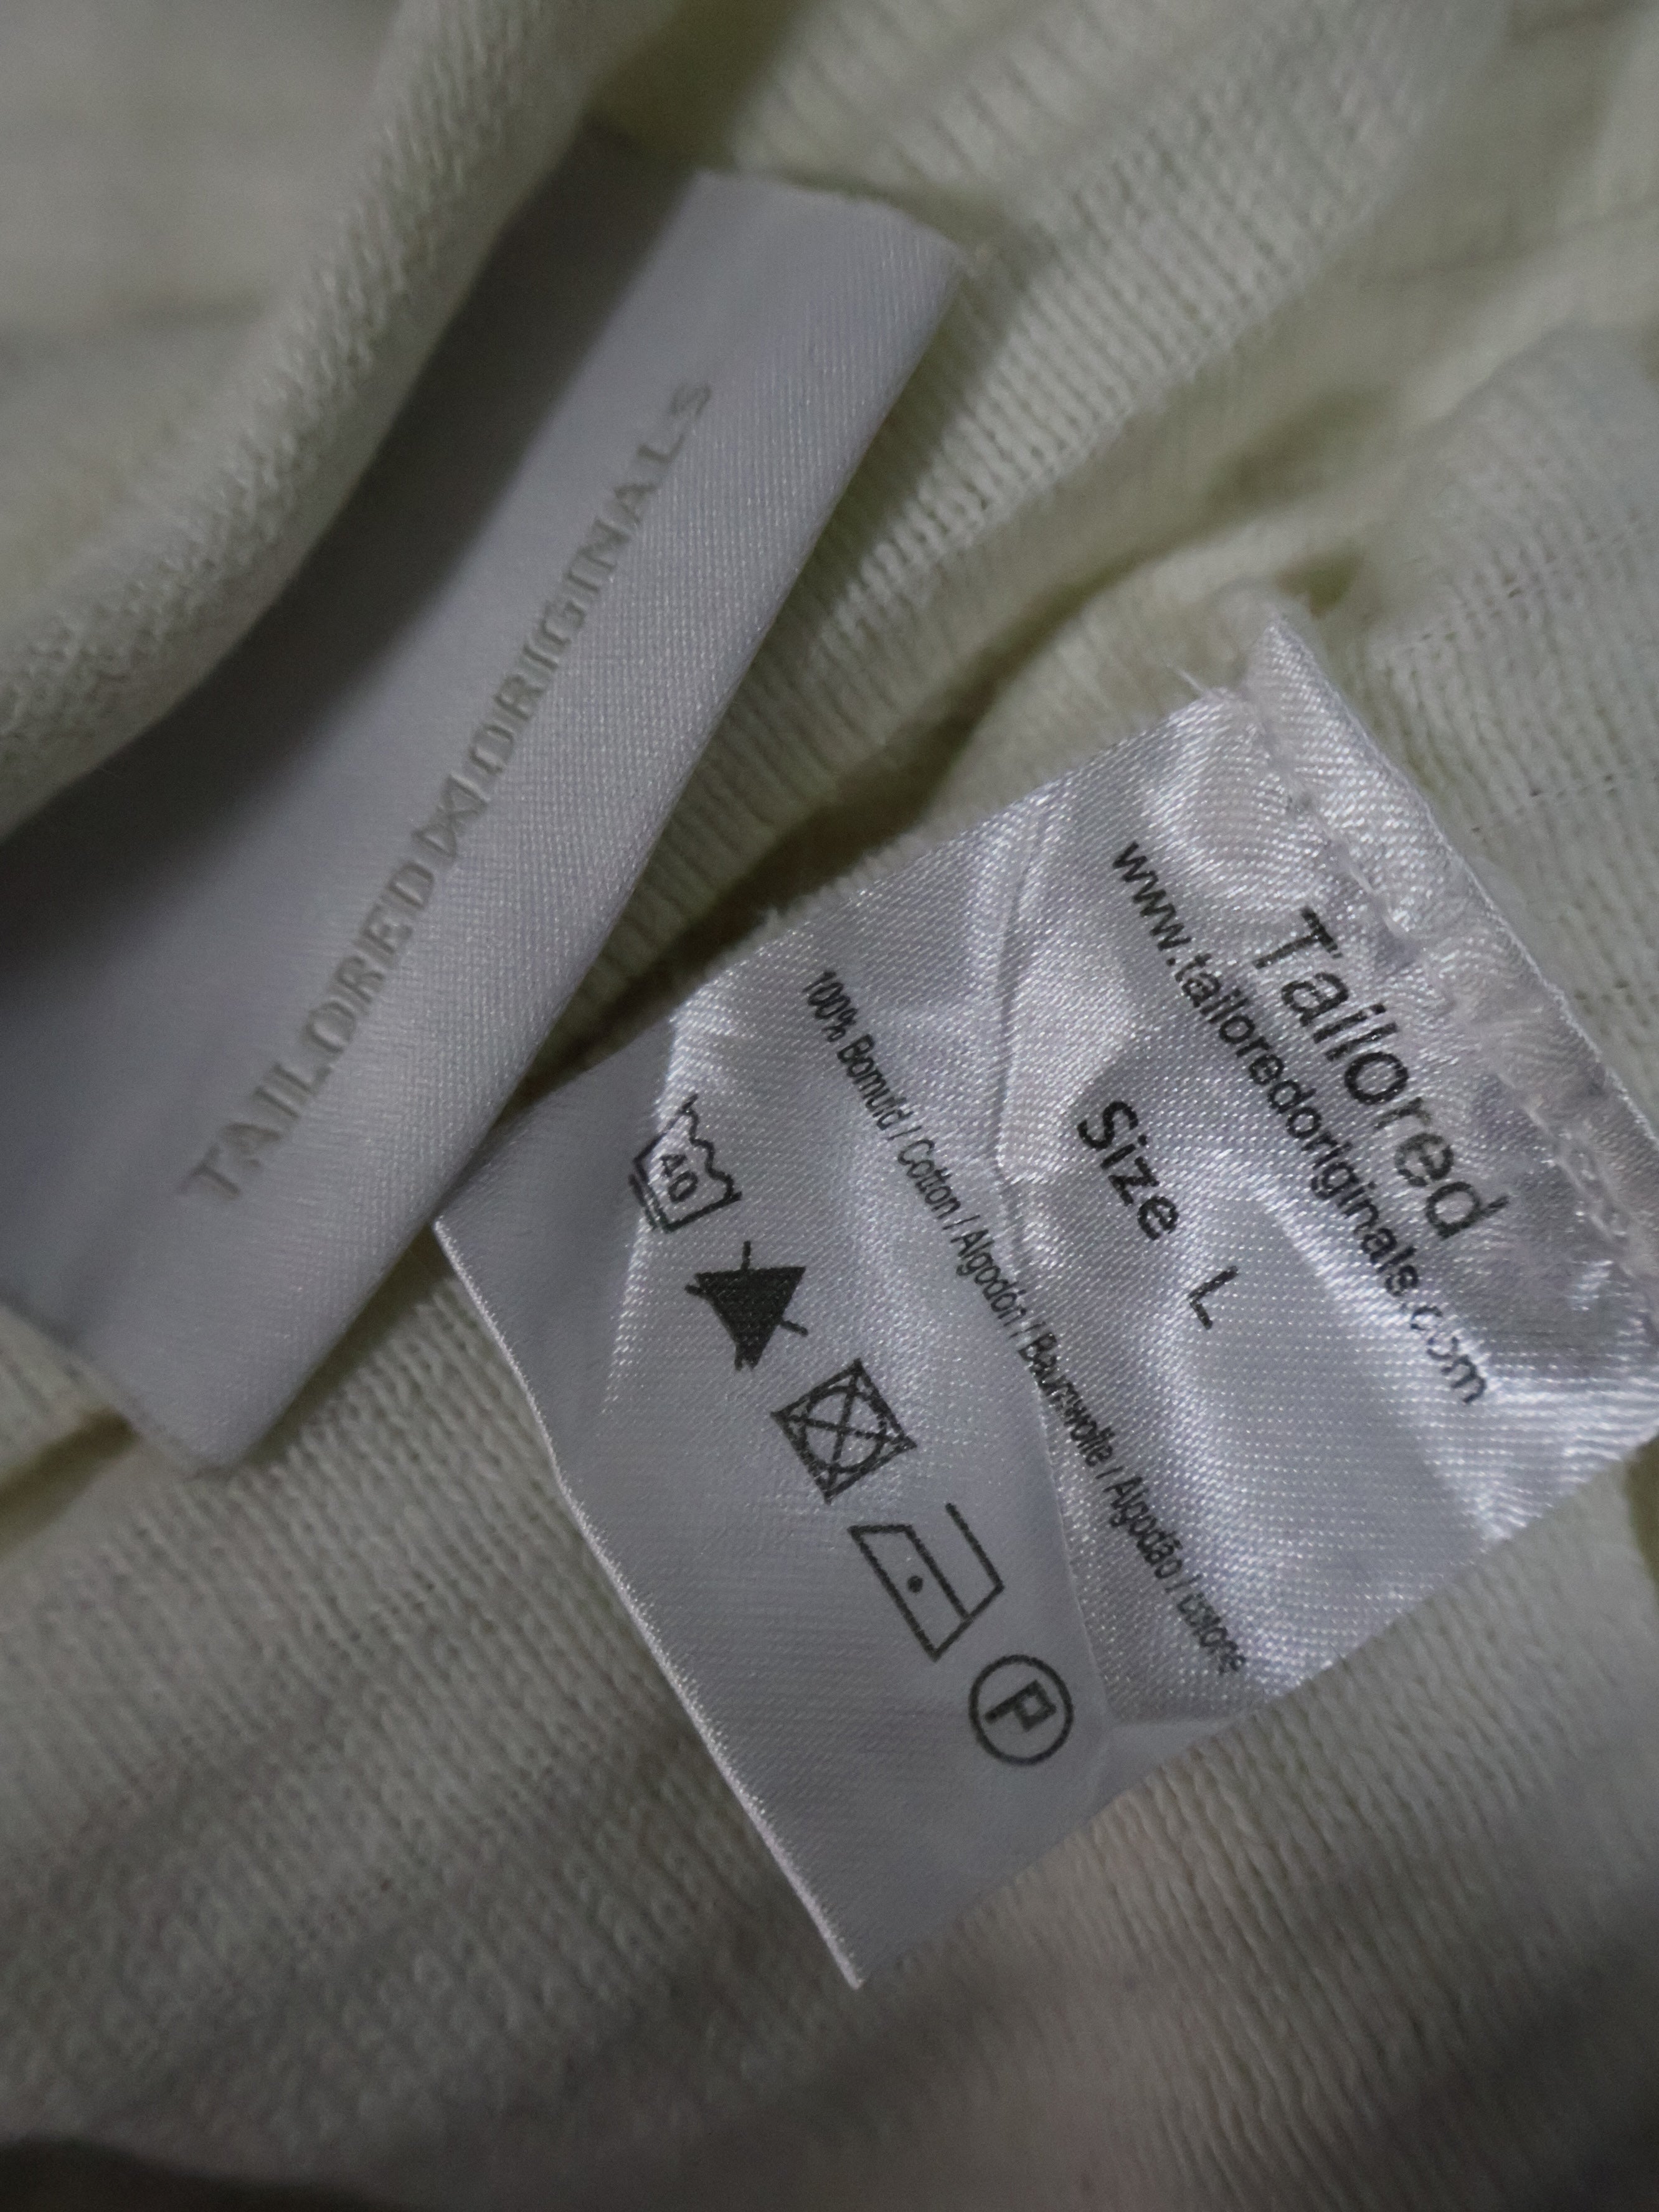 TAILORED ORIGINALS
Tailored
www.tailoredoriginals.com
Size L
100% Bomuld / Cotton / Algodón / Baumwolle / Algodão / Cotone
40
P